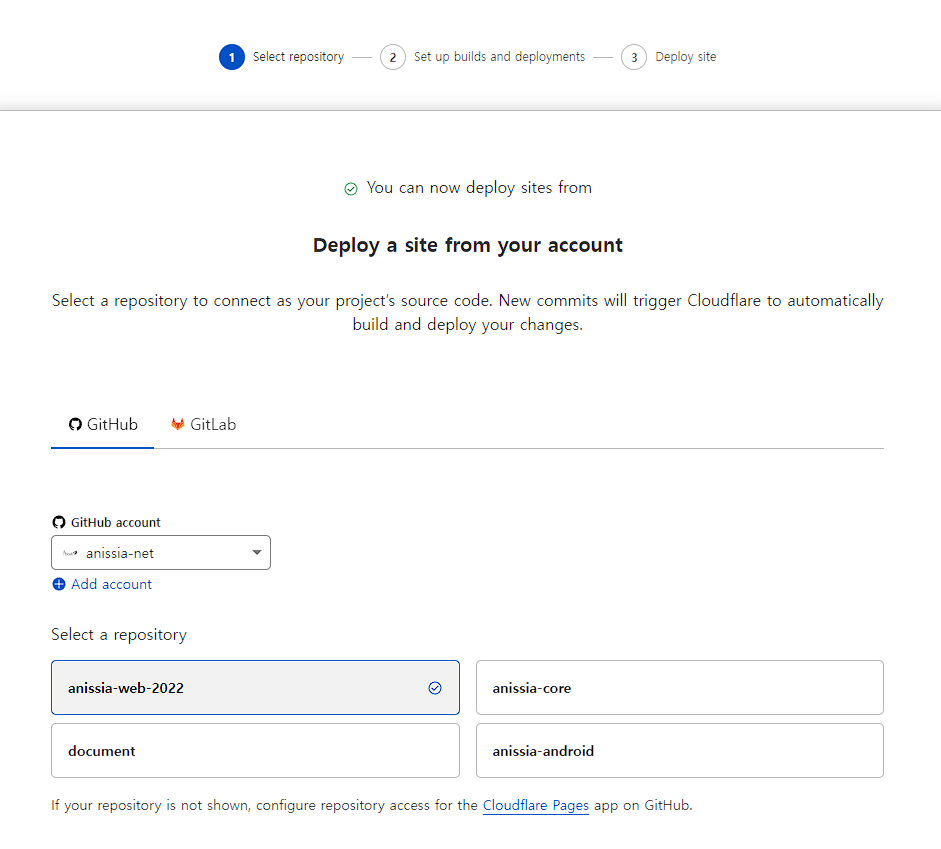 1 Select repository 2 Set up builds and deployments 3 Deploy site
You can now deploy sites from
Deploy a site from your account
Select a repository to connect as your project's source code. New commits will trigger Cloudflare to automatically
build and deploy your changes.
GitHub GitLab
GitHub account
anissia-net
Add account
Select a repository
anissia-web-2022 anissia-core
document anissia-android
If your repository is not shown, configure repository access for the Cloudflare Pages app on GitHub.